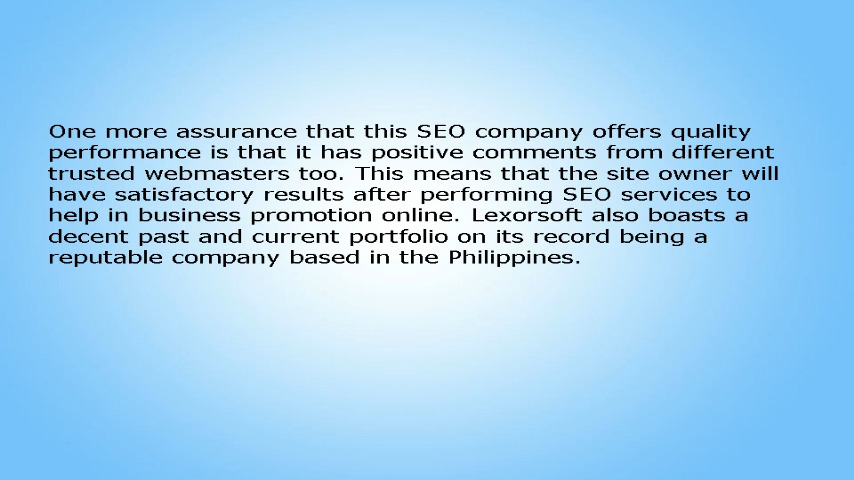 One more assurance that this SEO company offers quality
performance is that it has positive comments from different
trusted webmasters too. This means that the site owner will
have satisfactory results after performing SEO services to
help in business promotion online. Lexorsoft also boasts a
decent past and current portfolio on its record being a
reputable company based in the Philippines.